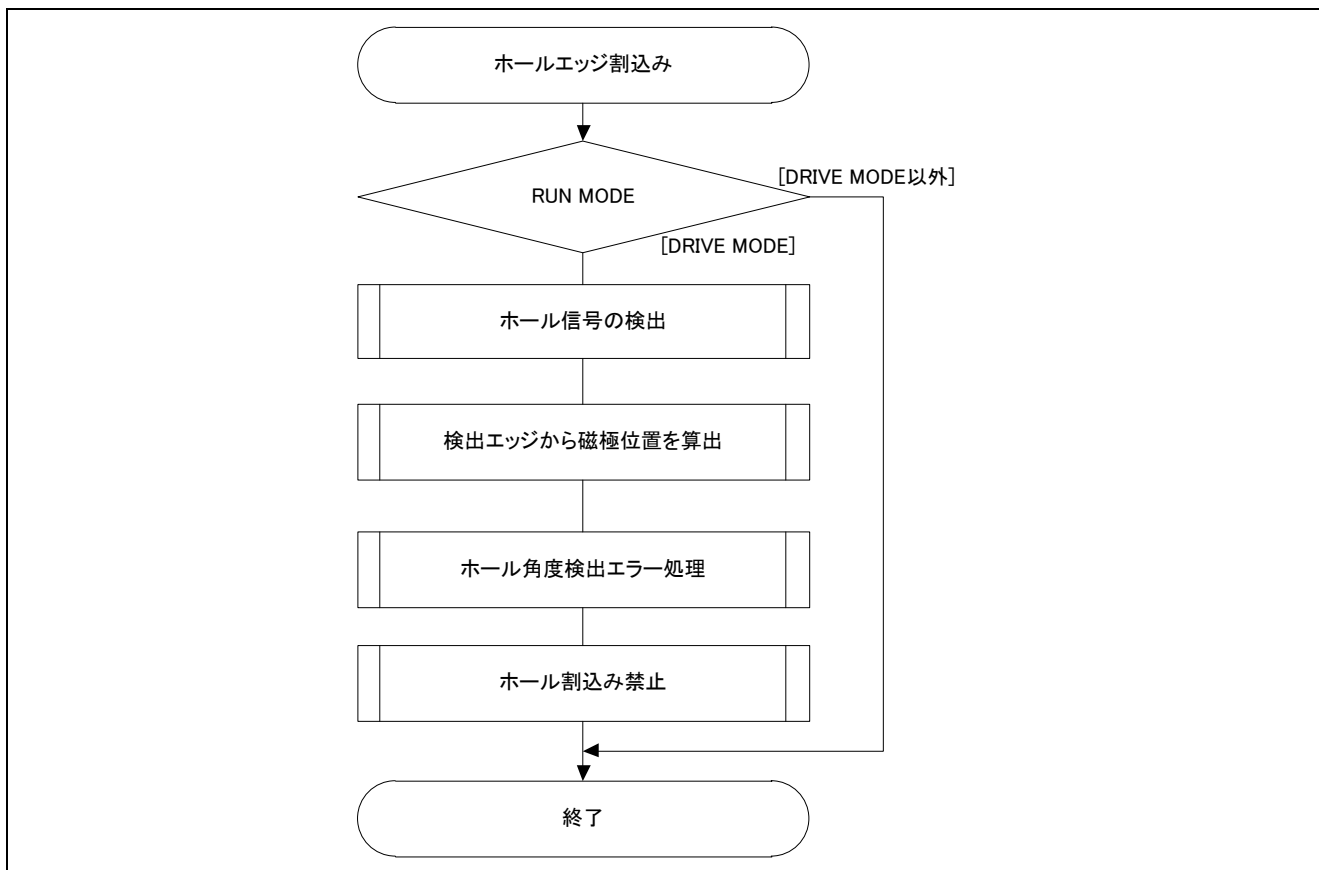 ホールエッジ割込み
[DRIVE MODE以外]
RUN MODE
[DRIVE MODE]
ホール信号の検出
検出エッジから磁極位置を算出
ホール角度検出エラー処理
ホール割込み禁止
終了